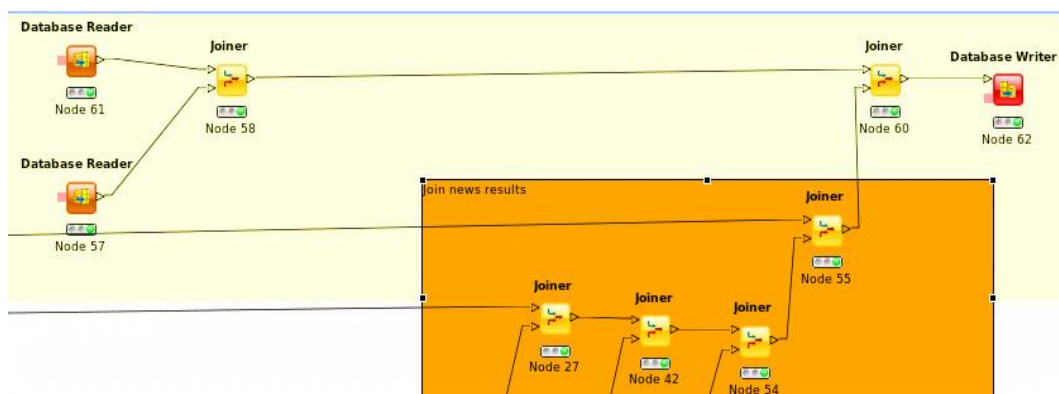 Database Reader
Node 61
Joiner
Node 58
Joiner
Node 60
Database Writer
Node 62
Database Reader
Node 57
Join news results
Joiner
Node 55
Joiner
Node 27
Joiner
Node 42
Joiner
Node 54